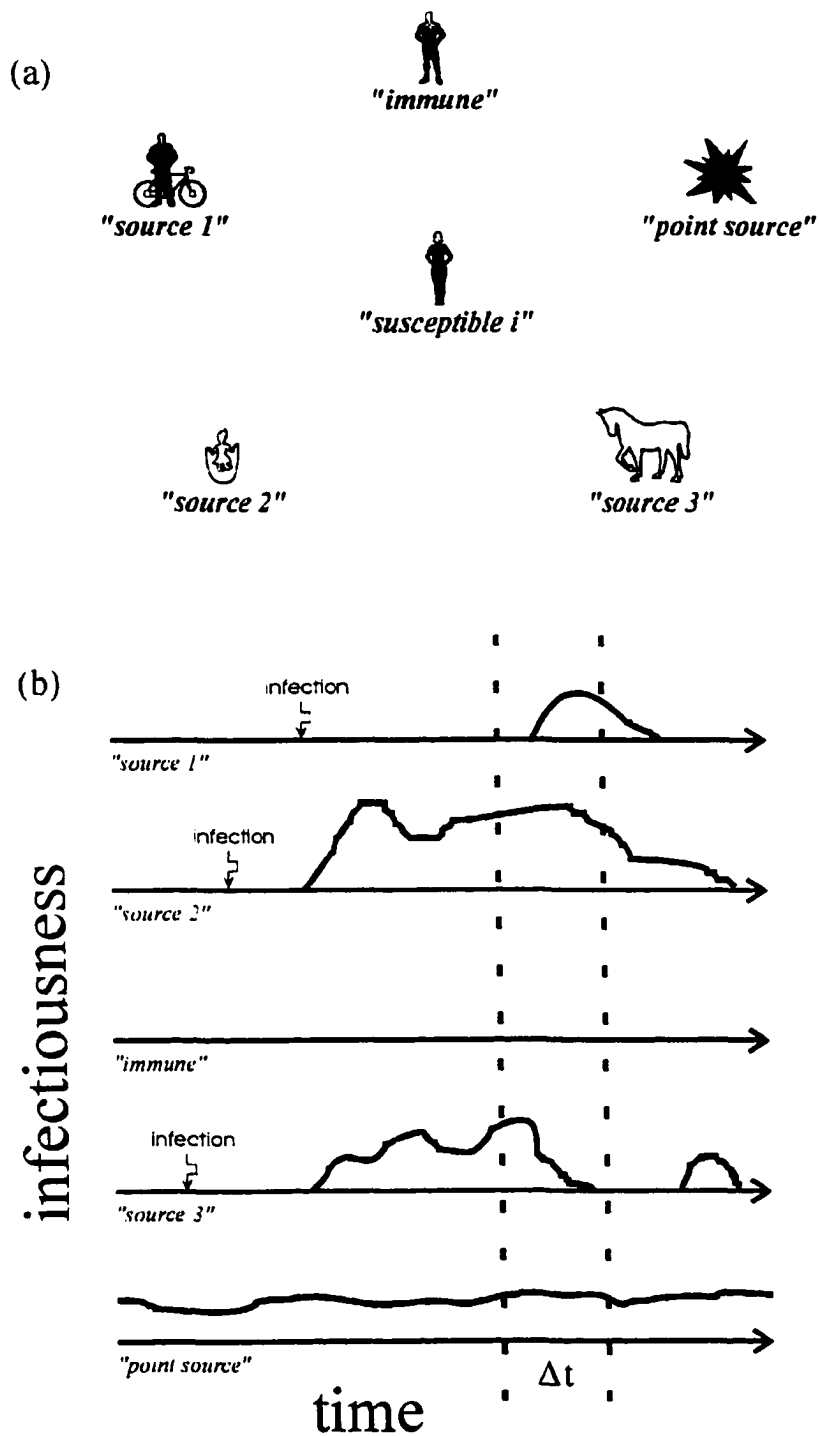 (a)
"immune"
"source 1"
"point source"
"susceptible i"
"source 2"
"source 3"
(b)
infection
"source 1"
infection
"source 2"
"immune"
infection
"source 3"
"point source"
Δt
infectiousness
time